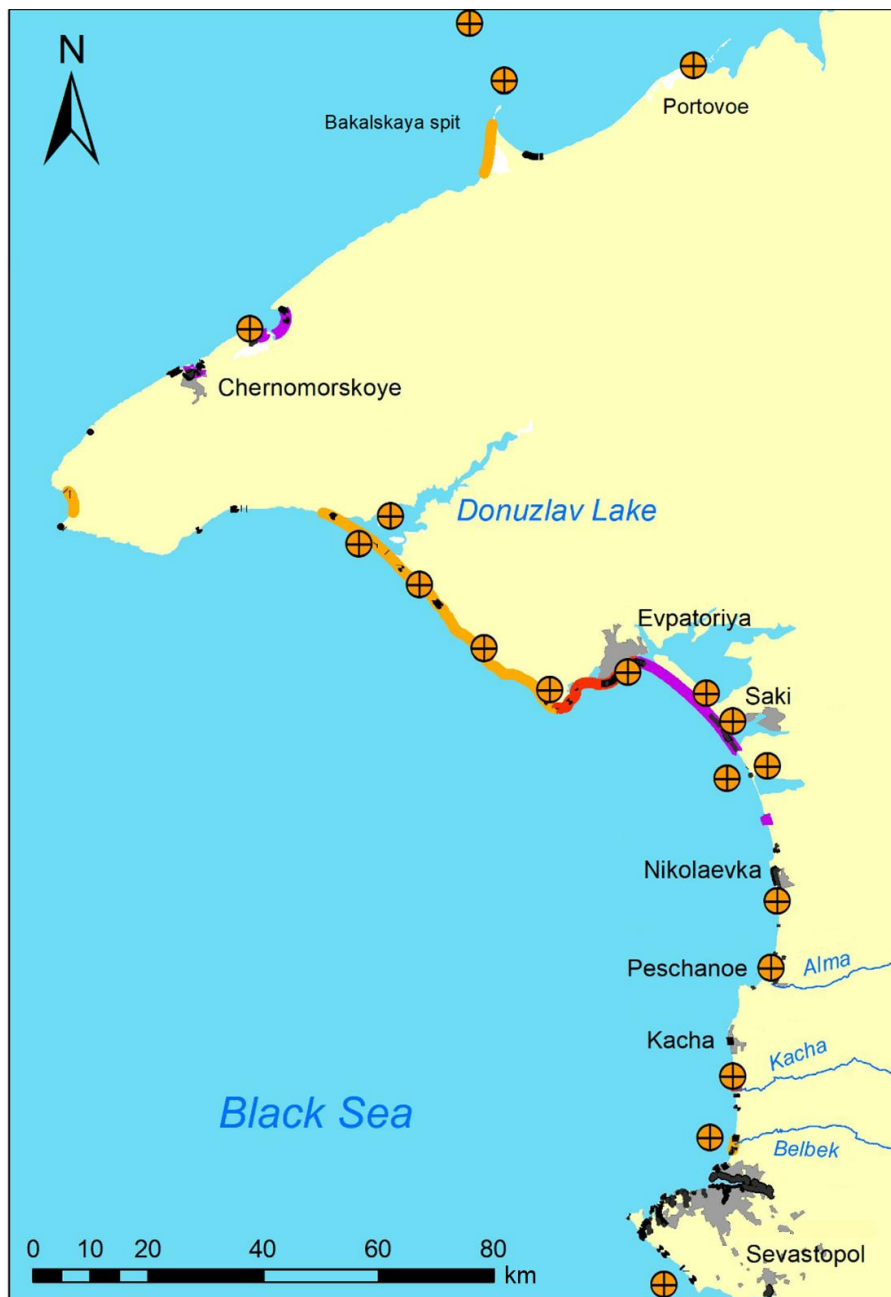 N
Portovoe
Bakalskaya spit
Chernomorskoye
Donuzlav Lake
Evpatoriya
Saki
Nikolaevka
Peschanoe
Alma
Kacha
Kacha
Black Sea
Belbek
Sevastopol
0 10 20 40 60 80
km